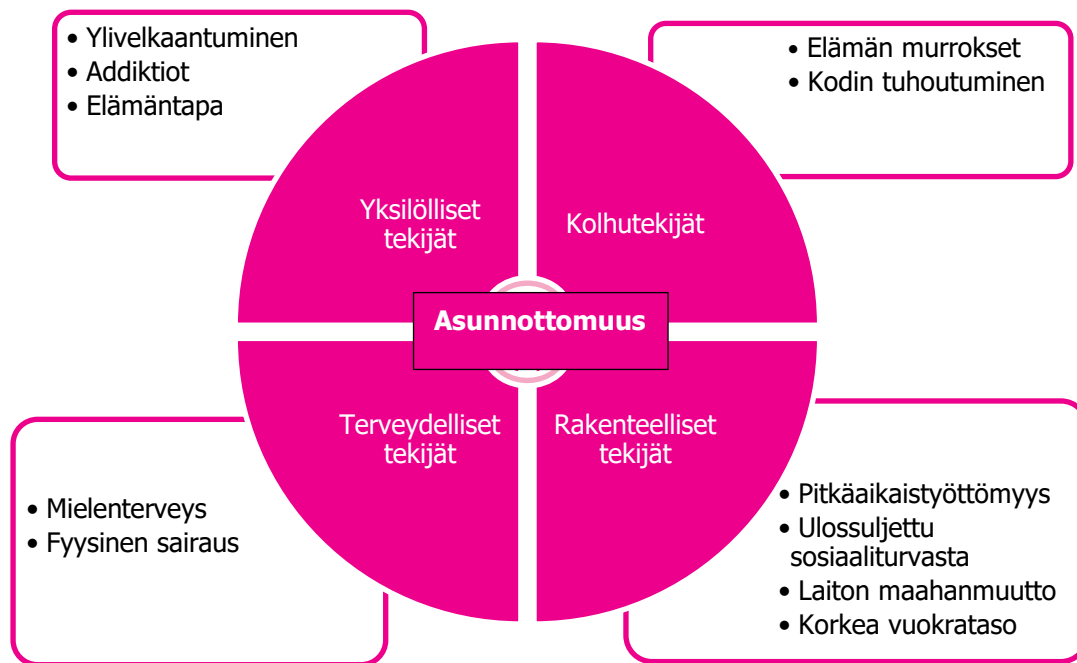 • Ylivelkaantuminen
• Addiktiot
• Elämäntapa
• Elämän murrokset
• Kodin tuhoutuminen
Yksilölliset
tekijät
Kolhutekijät
Asunnottomuus
Terveydelliset
tekijät
Rakenteelliset
tekijät
• Mielenterveys
• Fyysinen sairaus
• Pitkäaikaistyöttömyys
• Ulossuljettu
sosiaaliturvasta
• Laiton maahanmuutto
• Korkea vuokrataso